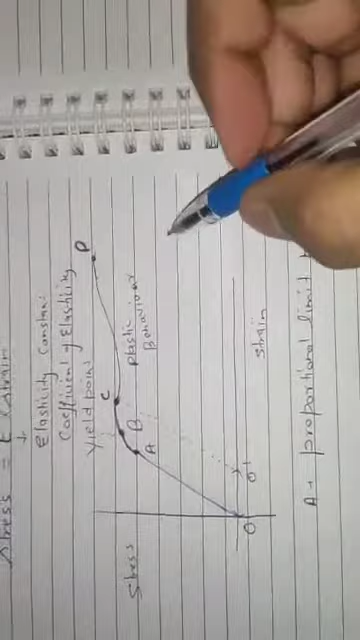 Stress = E × Strain
↓
Elasticity Constant
Coefficient of Elasticity
Yield point
C
D
B
A
Plastic
Behaviour
Stress
O
O'
Strain
A → proportional limit